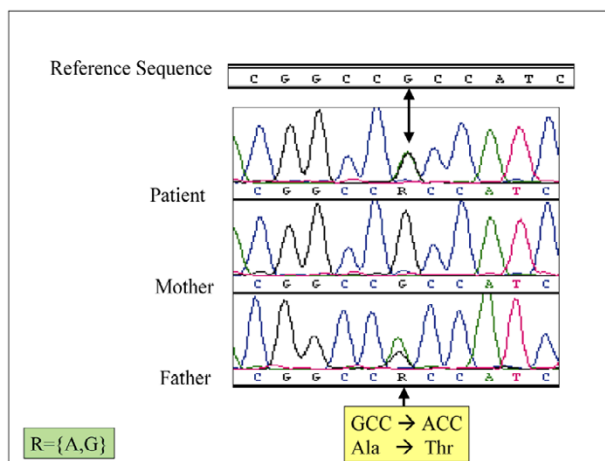 Reference Sequence
C G G C C G C C A T C
Patient
C G G C C R C C A T C
Mother
C G G C C G C C A T C
Father
C G G C C R C C A T C
R={A,G}
GCC → ACC
Ala → Thr